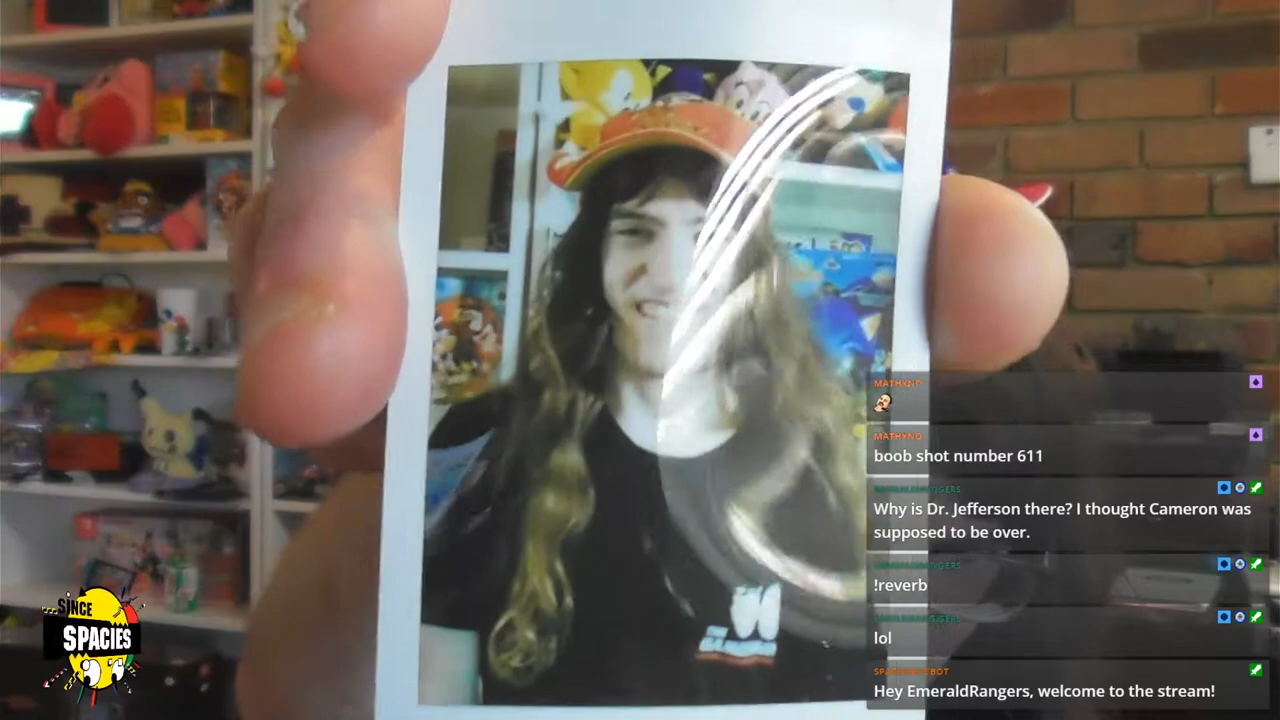 MATHYNO
MATHYNO
boob shot number 611
Why is Dr. Jefferson there? I thought Cameron was
supposed to be over.
!reverb
lol
Hey EmeraldRangers, welcome to the stream!
SINCE
SPACIES